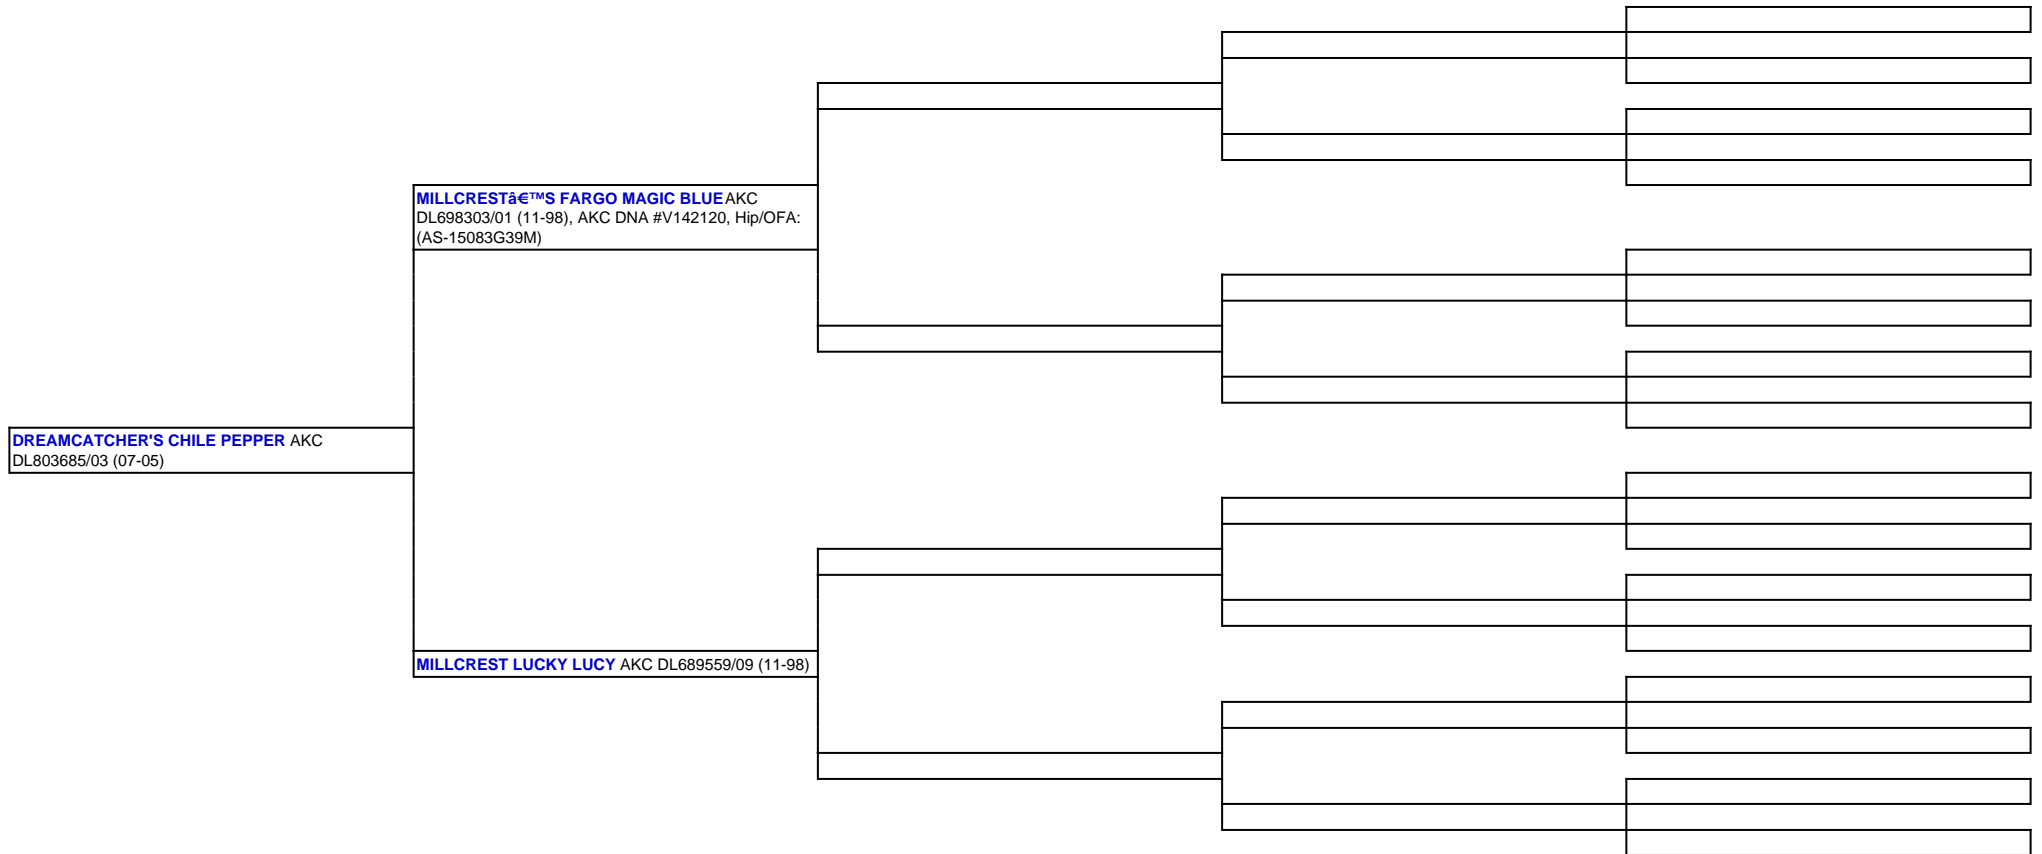 MILLCRESTâ€™S FARGO MAGIC BLUE AKC
DL698303/01 (11-98), AKC DNA #V142120, Hip/OFA:
(AS-15083G39M)
DREAMCATCHER'S CHILE PEPPER AKC
DL803685/03 (07-05)
MILLCREST LUCKY LUCY AKC DL689559/09 (11-98)